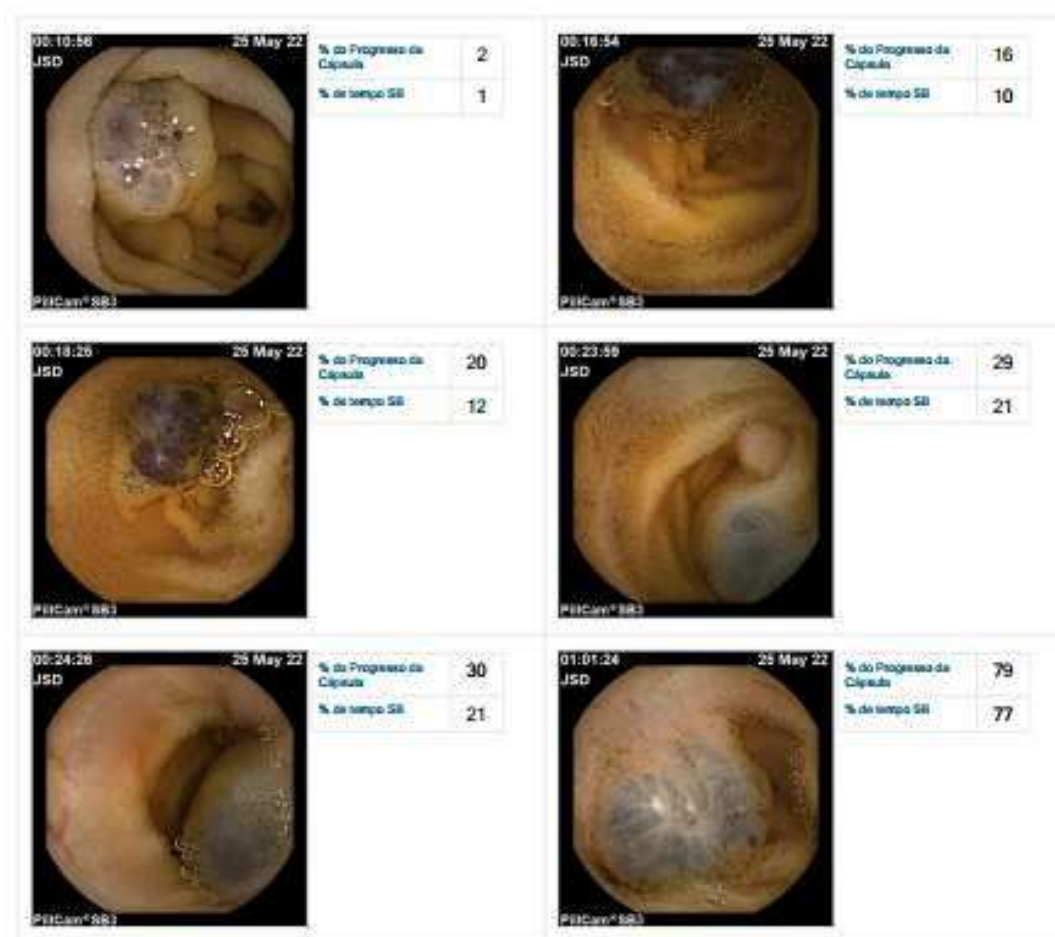 00:10:56 25 May 22
JSD
% do Progresso da Cápsula 2
% de tempo SB 1
PillCam® SB3
00:16:54 25 May 22
JSD
% do Progresso da Cápsula 16
% de tempo SB 10
PillCam® SB3
00:18:26 25 May 22
JSD
% do Progresso da Cápsula 20
% de tempo SB 12
PillCam® SB3
00:23:59 25 May 22
JSD
% do Progresso da Cápsula 29
% de tempo SB 21
PillCam® SB3
00:24:26 25 May 22
JSD
% do Progresso da Cápsula 30
% de tempo SB 21
PillCam® SB3
01:01:24 25 May 22
JSD
% do Progresso da Cápsula 79
% de tempo SB 77
PillCam® SB3